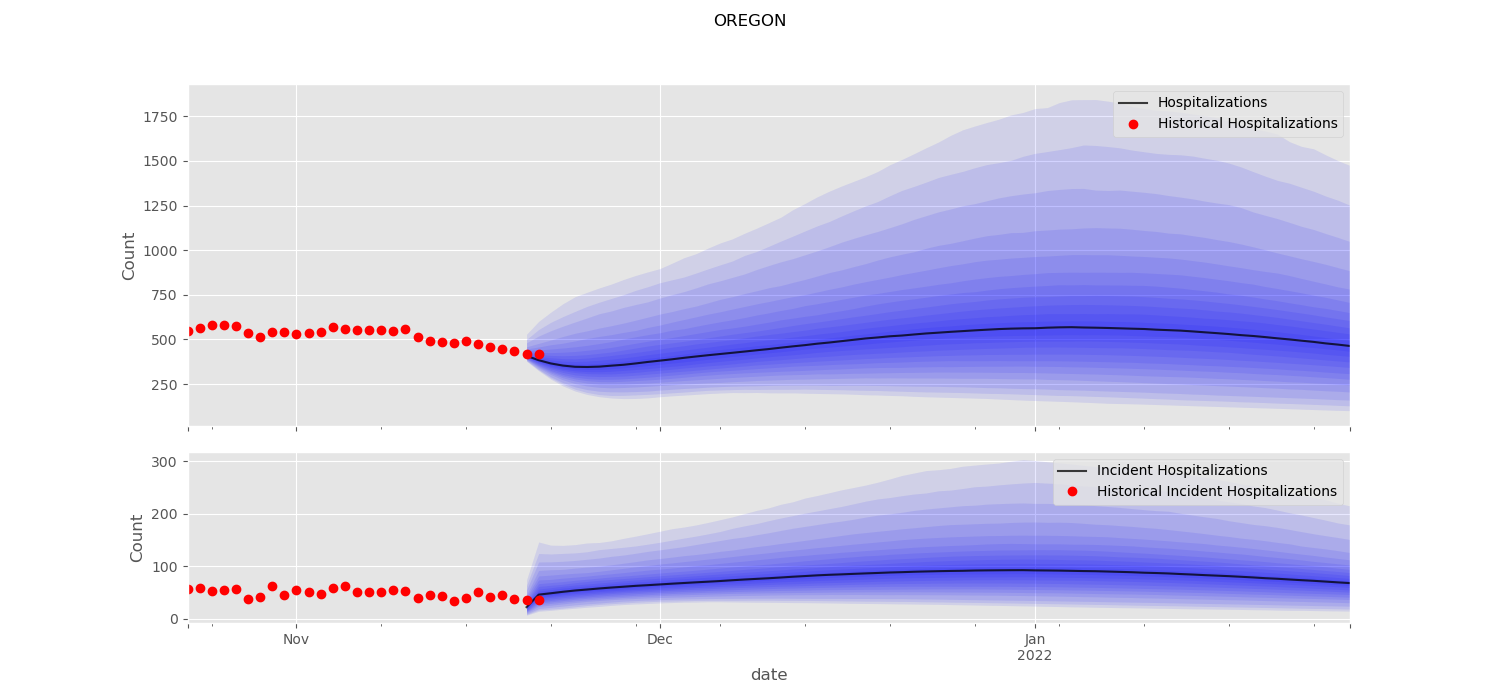 OREGON
Hospitalizations
Historical Hospitalizations
1750
1500
1250
1000
750
500
250
Count
Incident Hospitalizations
Historical Incident Hospitalizations
300
200
100
0
Count
Nov
Dec
Jan
2022
date